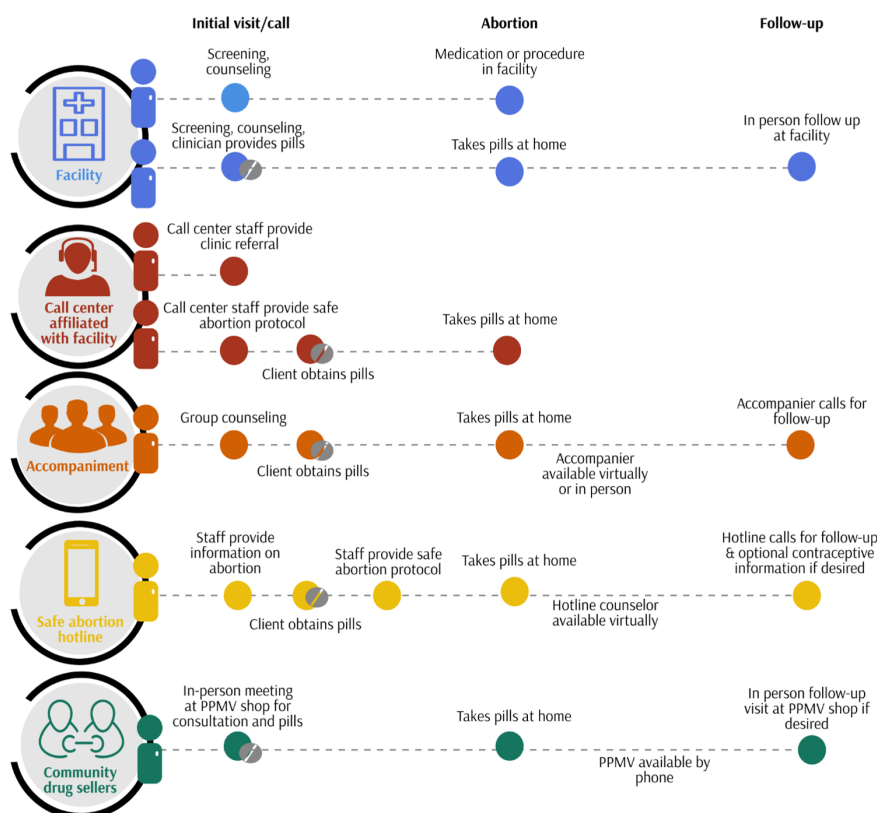 Initial visit/call
Abortion
Follow-up
Screening,
counseling
Medication or procedure
in facility
Screening, counseling,
clinician provides pills
Takes pills at home
In person follow up
at facility
Facility
Call center staff provide
clinic referral
Call center staff provide safe
abortion protocol
Takes pills at home
Client obtains pills
Call center
affiliated
with facility
Group counseling
Takes pills at home
Accompanier calls for
follow-up
Client obtains pills
Accompanier
available virtually
or in person
Accompaniment
Staff provide
information on
abortion
Staff provide safe
abortion protocol
Takes pills at home
Hotline calls for follow-up
& optional contraceptive
information if desired
Client obtains pills
Hotline counselor
available virtually
Safe abortion
hotline
In-person meeting
at PPMV shop for
consultation and pills
Takes pills at home
In person follow-up
visit at PPMV shop if
desired
PPMV available by
phone
Community
drug sellers